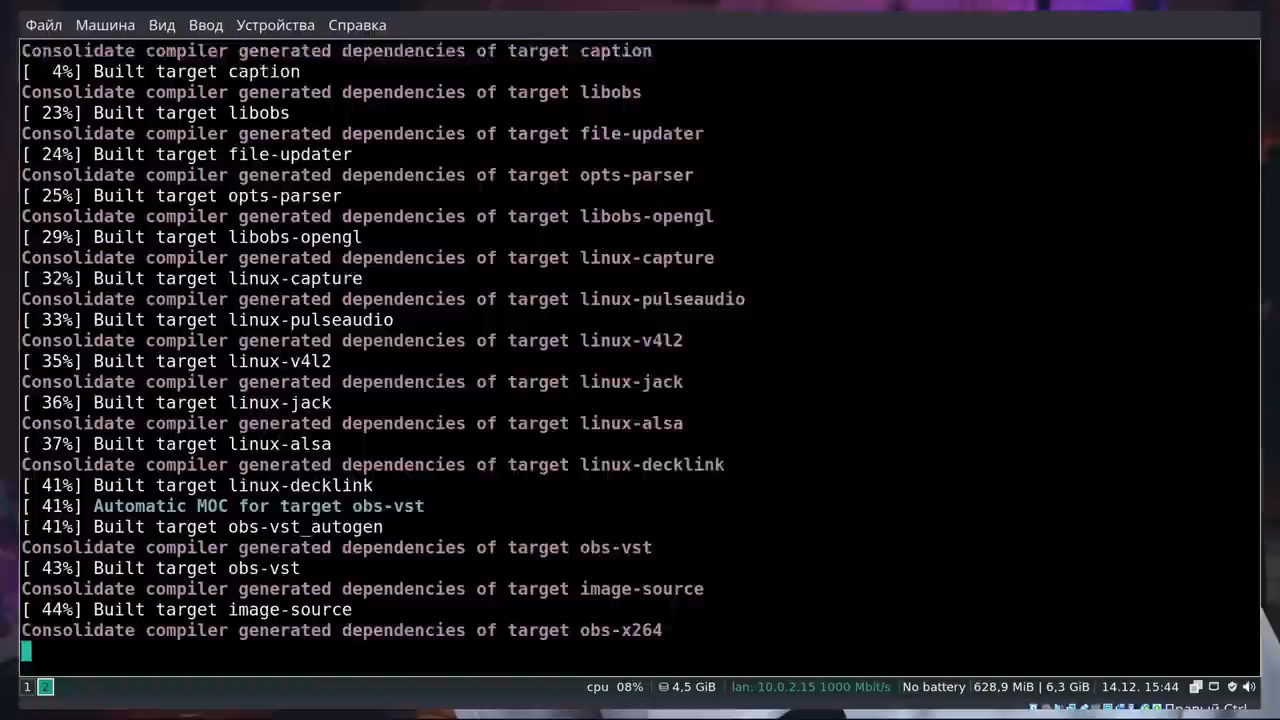 Файл Машина Вид Ввод Устройства Справка
Consolidate compiler generated dependencies of target caption
[  4%] Built target caption
Consolidate compiler generated dependencies of target libobs
[ 23%] Built target libobs
Consolidate compiler generated dependencies of target file-updater
[ 24%] Built target file-updater
Consolidate compiler generated dependencies of target opts-parser
[ 25%] Built target opts-parser
Consolidate compiler generated dependencies of target libobs-opengl
[ 29%] Built target libobs-opengl
Consolidate compiler generated dependencies of target linux-capture
[ 32%] Built target linux-capture
Consolidate compiler generated dependencies of target linux-pulseaudio
[ 33%] Built target linux-pulseaudio
Consolidate compiler generated dependencies of target linux-v4l2
[ 35%] Built target linux-v4l2
Consolidate compiler generated dependencies of target linux-jack
[ 36%] Built target linux-jack
Consolidate compiler generated dependencies of target linux-alsa
[ 37%] Built target linux-alsa
Consolidate compiler generated dependencies of target linux-decklink
[ 41%] Built target linux-decklink
[ 41%] Automatic MOC for target obs-vst
[ 41%] Built target obs-vst_autogen
Consolidate compiler generated dependencies of target obs-vst
[ 43%] Built target obs-vst
Consolidate compiler generated dependencies of target image-source
[ 44%] Built target image-source
Consolidate compiler generated dependencies of target obs-x264
1 2 cpu 08% | 4,5 GiB | lan: 10.0.2.15 1000 Mbit/s | No battery | 628,9 MiB | 6,3 GiB | 14.12. 15:44
Правый Ctrl